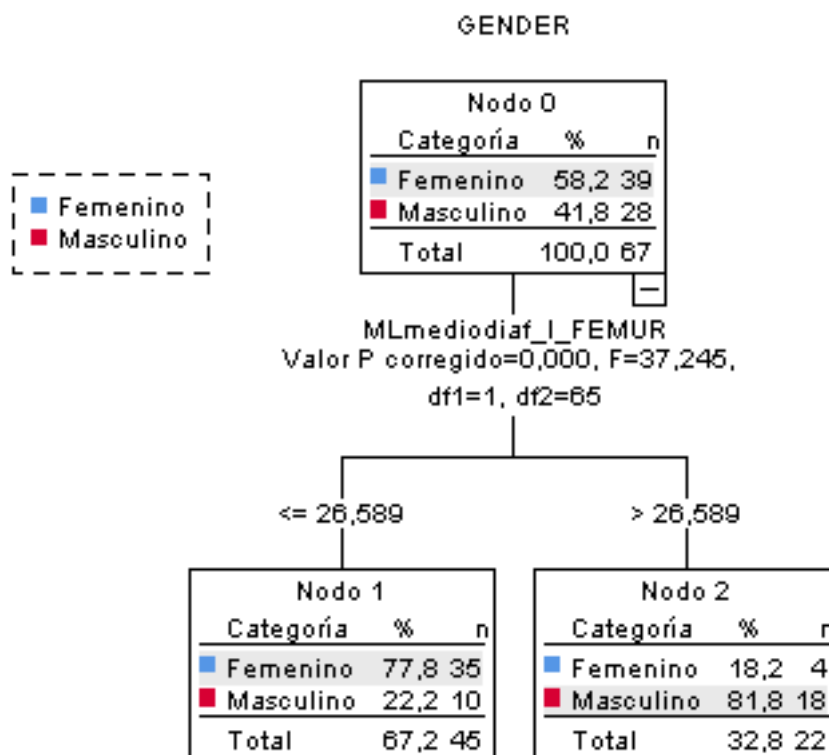 GENDER
Femenino
Masculino
Nodo 0
Categoría % n
Femenino 58,2 39
Masculino 41,8 28
Total 100,0 67
MLmediodiaf_I_FEMUR
Valor P corregido=0,000, F=37,245,
df1=1, df2=65
<= 26,589
> 26,589
Nodo 1
Categoría % n
Femenino 77,8 35
Masculino 22,2 10
Total 67,2 45
Nodo 2
Categoría % n
Femenino 18,2 4
Masculino 81,8 18
Total 32,8 22